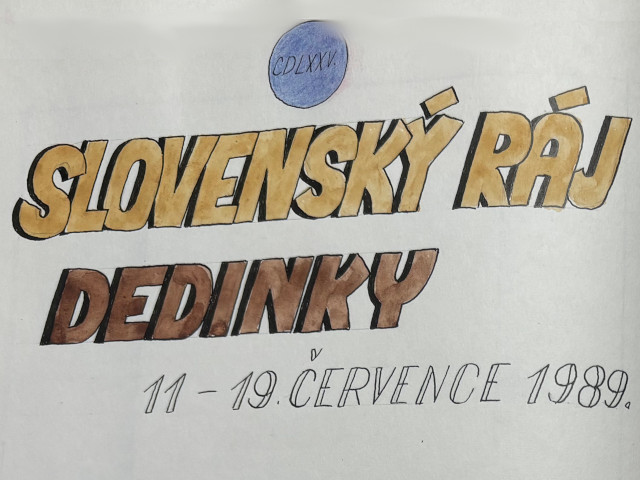 CDLXXV.
SLOVENSKÝ RÁJ
DEDINKY
11 - 19. ČERVENCE 1989.